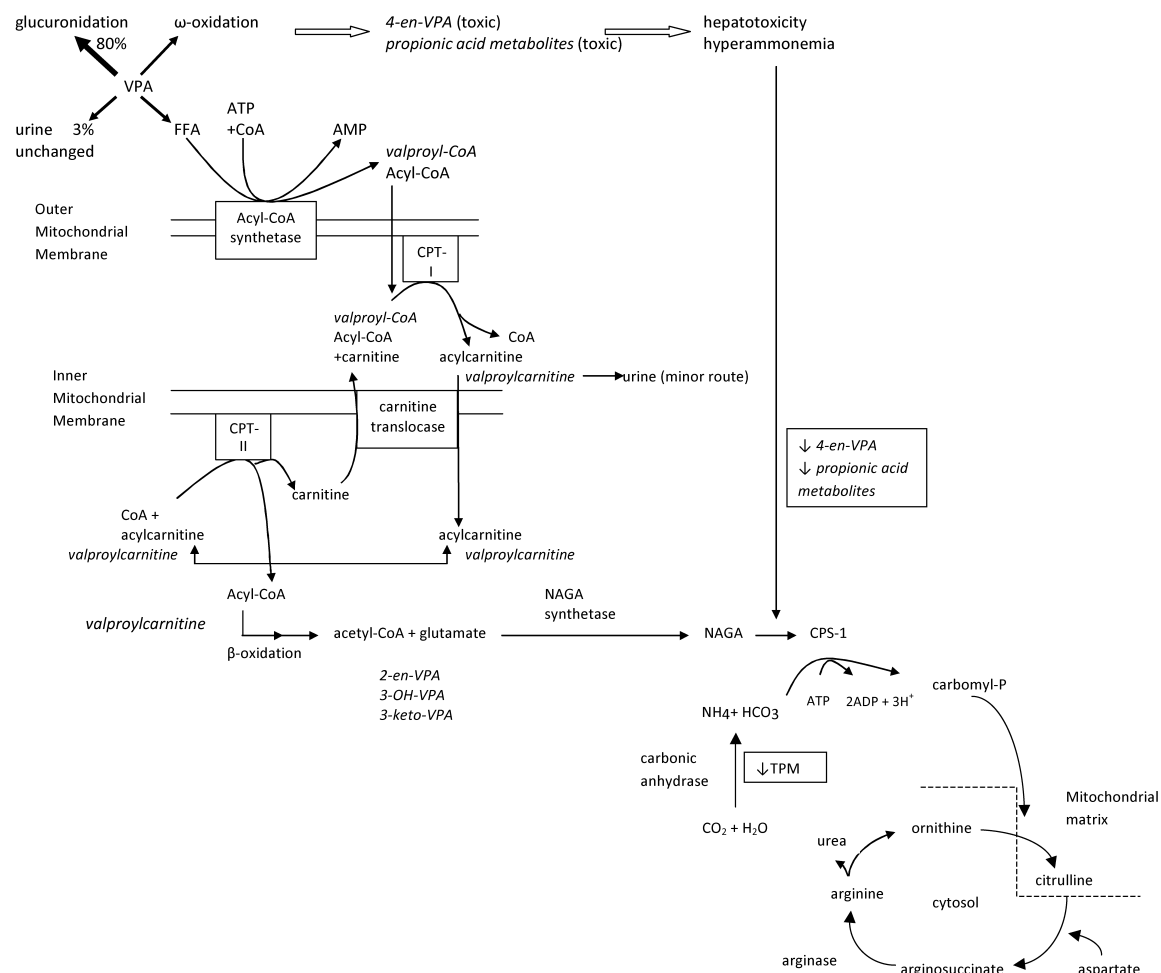 glucuronidation
80%
ω-oxidation
4-en-VPA (toxic)
propionic acid metabolites (toxic)
hepatotoxicity
hyperammonemia
VPA
urine 3%
unchanged
FFA
ATP
+CoA
AMP
valproyl-CoA
Acyl-CoA
Outer
Mitochondrial
Membrane
Acyl-CoA
synthetase
CPT-
I
valproyl-CoA
Acyl-CoA
+carnitine
CoA
acylcarnitine
valproylcarnitine
urine (minor route)
Inner
Mitochondrial
Membrane
carnitine
translocase
CPT-
II
carnitine
↓ 4-en-VPA
↓ propionic acid
metabolites
CoA +
acylcarnitine
valproylcarnitine
acylcarnitine
valproylcarnitine
Acyl-CoA
valproylcarnitine
β-oxidation
acetyl-CoA + glutamate
NAGA
synthetase
NAGA
CPS-1
2-en-VPA
3-OH-VPA
3-keto-VPA
ATP
2ADP + 3H⁺
carbomyl-P
NH4+ HCO3
carbonic
anhydrase
↓TPM
CO₂ + H₂O
Mitochondrial
matrix
urea
ornithine
citrulline
arginine
cytosol
arginase
arginosuccinate
aspartate